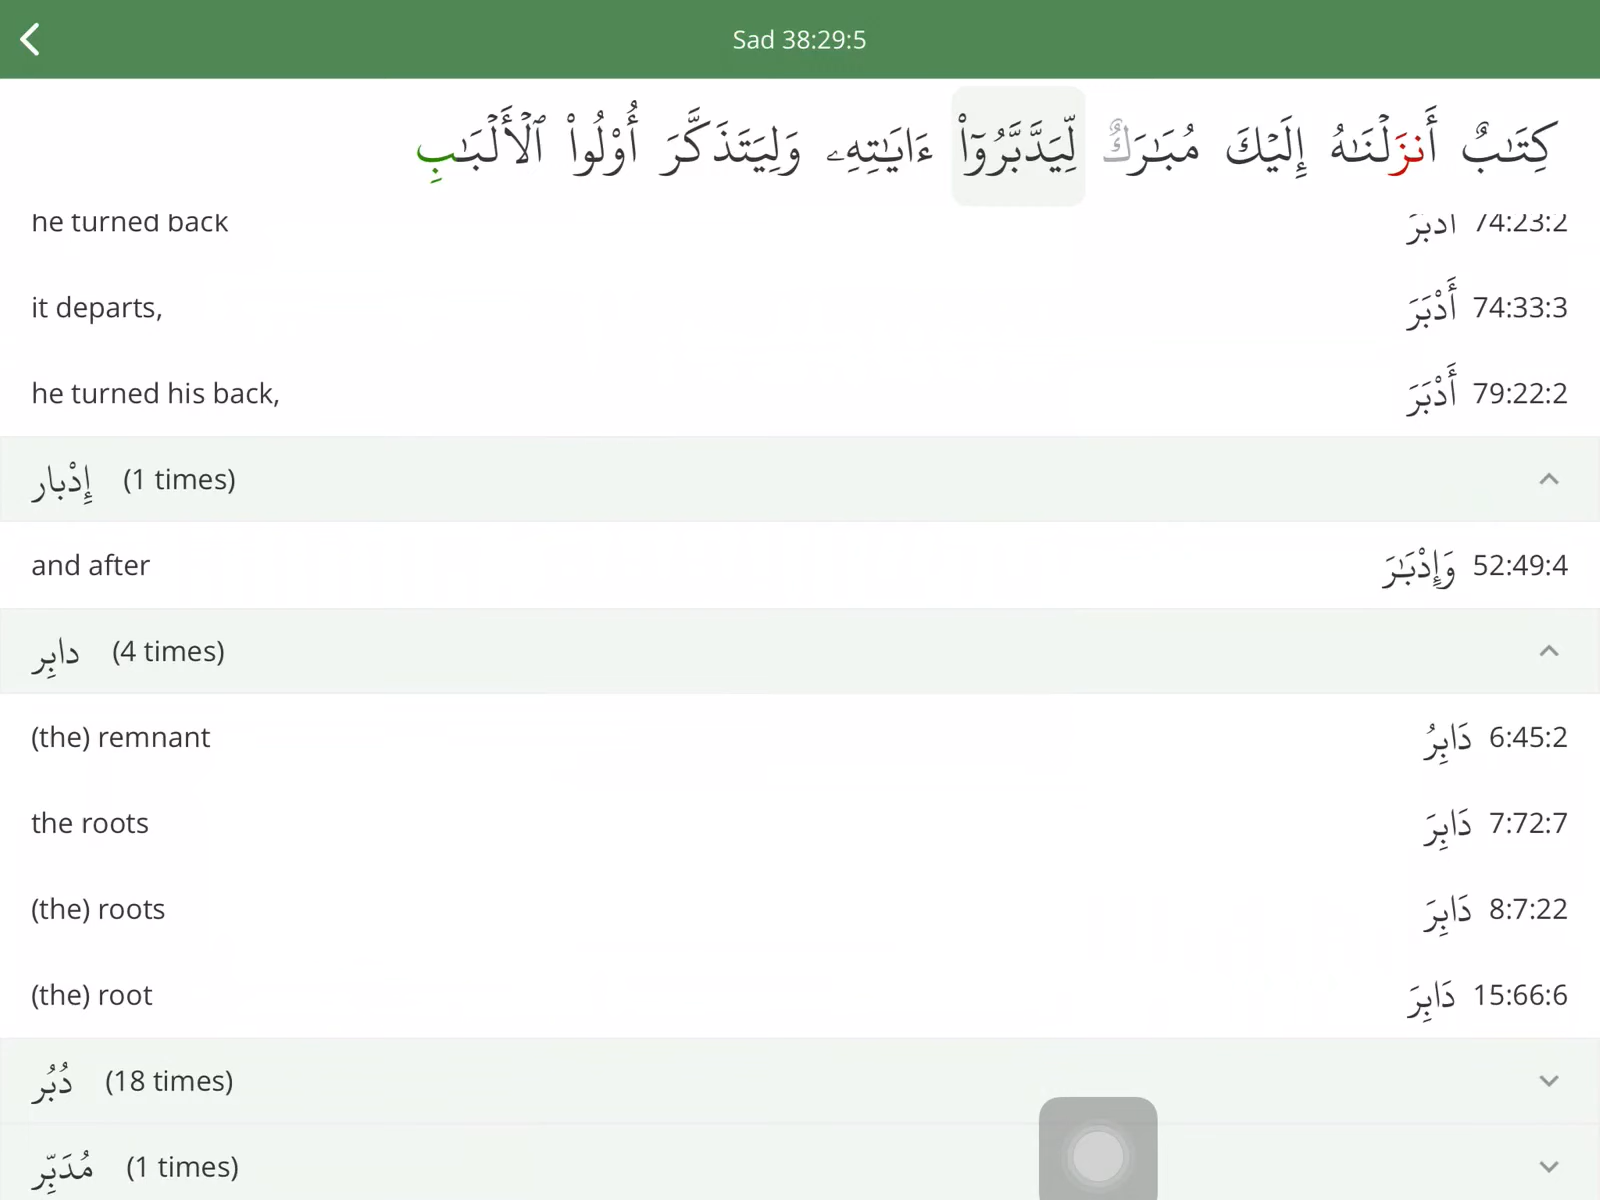 Sad 38:29:5
كِتَـٰبٌ أَنزَلْنَـٰهُ إِلَيْكَ مُبَـٰرَكٌ لِّيَدَّبَّرُوٓا۟ ءَايَـٰتِهِۦ وَلِيَتَذَكَّرَ أُو۟لُوا۟ ٱلْأَلْبَـٰبِ
he turned back أَدْبَرَ 74:23:2
it departs, أَدْبَرَ 74:33:3
he turned his back, أَدْبَرَ 79:22:2
إِدْبار (1 times)
and after وَإِدْبَـٰرَ 52:49:4
دابِر (4 times)
(the) remnant دَابِرُ 6:45:2
the roots دَابِرَ 7:72:7
(the) roots دَابِرَ 8:7:22
(the) root دَابِرَ 15:66:6
دُبُر (18 times)
مُدَبِّر (1 times)